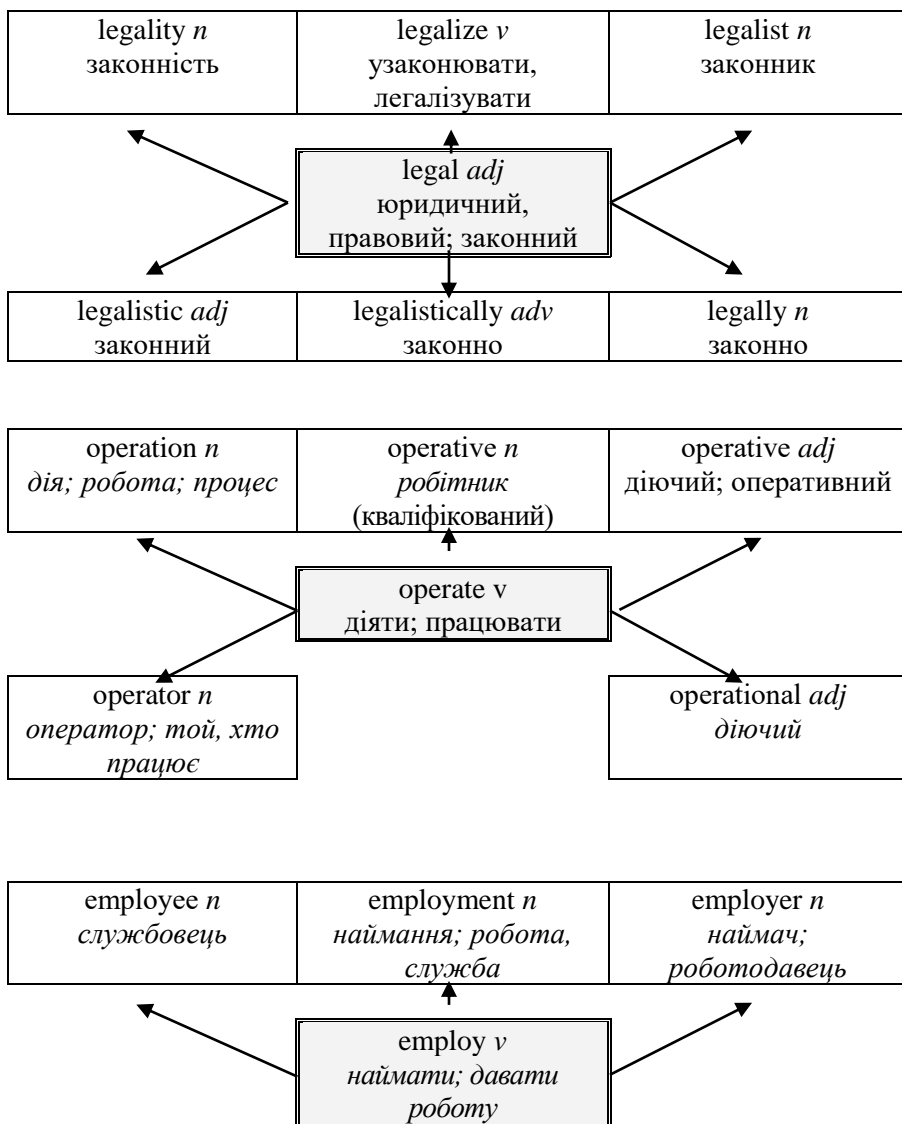 legality n
законність
legalize v
узаконювати,
легалізувати
legalist n
законник
legal adj
юридичний,
правовий; законний
legalistic adj
законний
legalistically adv
законно
legally n
законно
operation n
дія; робота; процес
operative n
робітник
(кваліфікований)
operative adj
діючий; оперативний
operate v
діяти; працювати
operator n
оператор; той, хто
працює
operational adj
діючий
employee n
службовець
employment n
наймання; робота,
служба
employer n
наймач;
роботодавець
employ v
наймати; давати
роботу